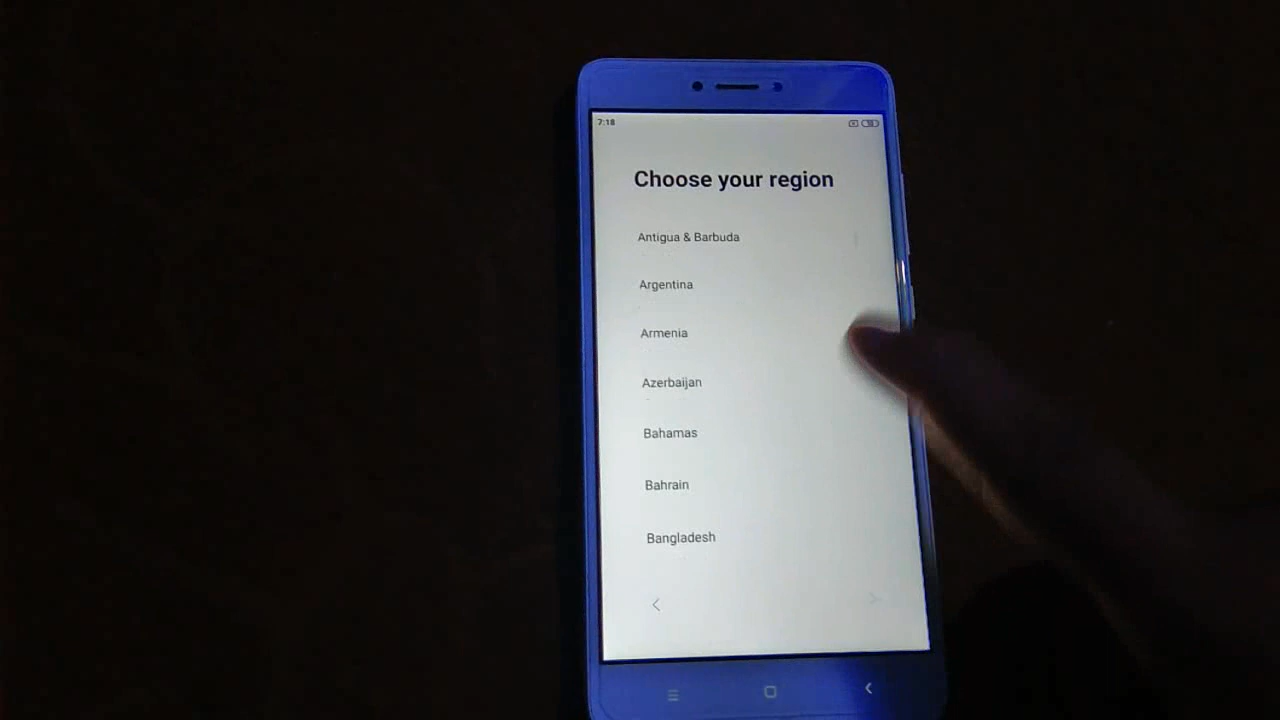 7:18
Choose your region
Antigua & Barbuda
Argentina
Armenia
Azerbaijan
Bahamas
Bahrain
Bangladesh